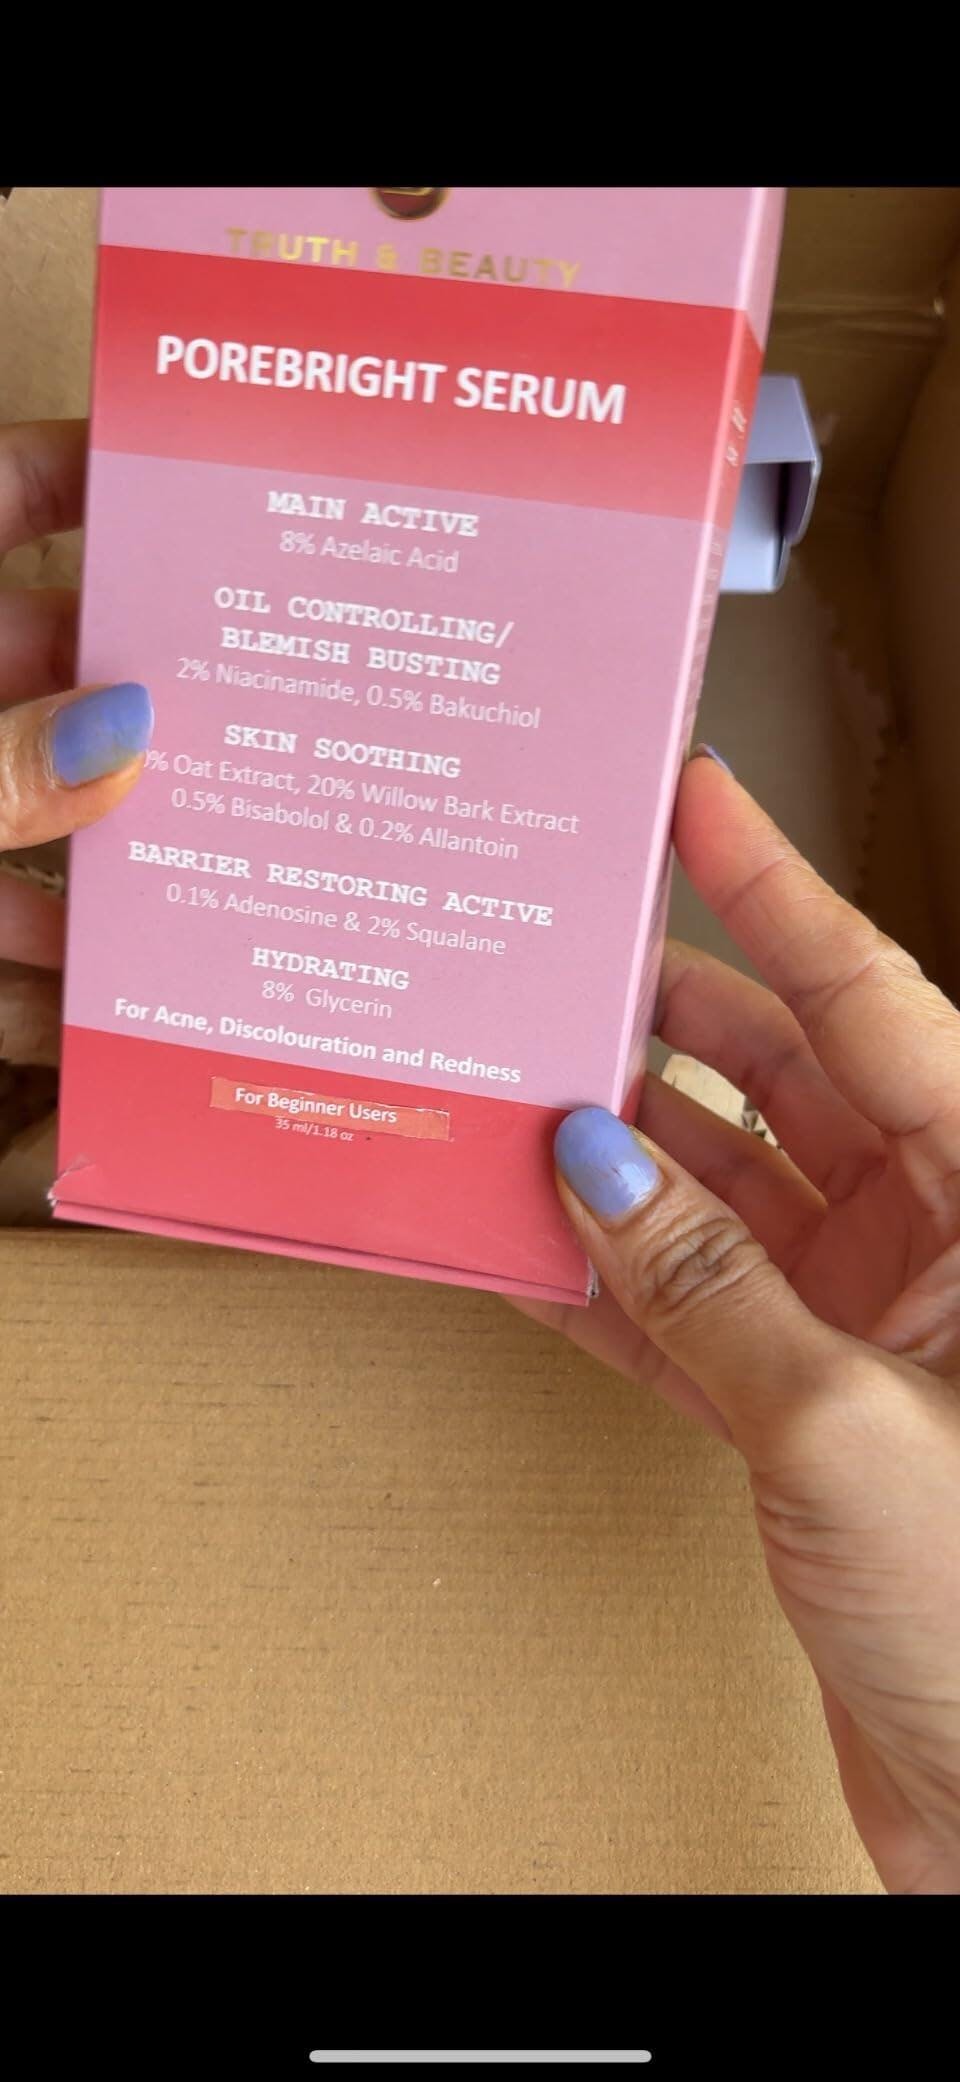 TRUTH & BEAUTY
POREBRIGHT SERUM
MAIN ACTIVE
8% Azelaic Acid
OIL CONTROLLING/
BLEMISH BUSTING
2% Niacinamide, 0.5% Bakuchiol
SKIN SOOTHING
% Oat Extract, 20% Willow Bark Extract
0.5% Bisabolol & 0.2% Allantoin
BARRIER RESTORING ACTIVE
0.1% Adenosine & 2% Squalane
HYDRATING
8% Glycerin
For Acne, Discolouration and Redness
For Beginner Users
35 ml/1.18 oz